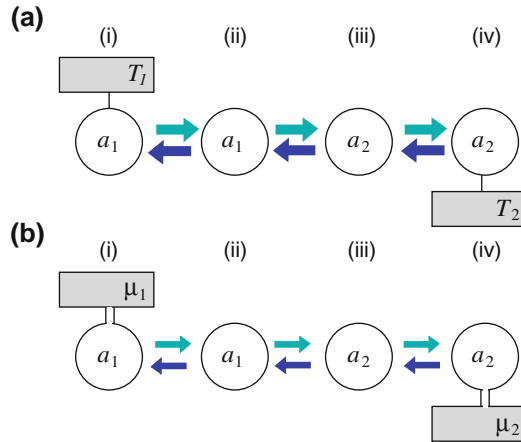 (a)
(i) (ii) (iii) (iv)
T1
a1 a1 a2 a2
T2
(b)
(i) (ii) (iii) (iv)
μ1
a1 a1 a2 a2
μ2